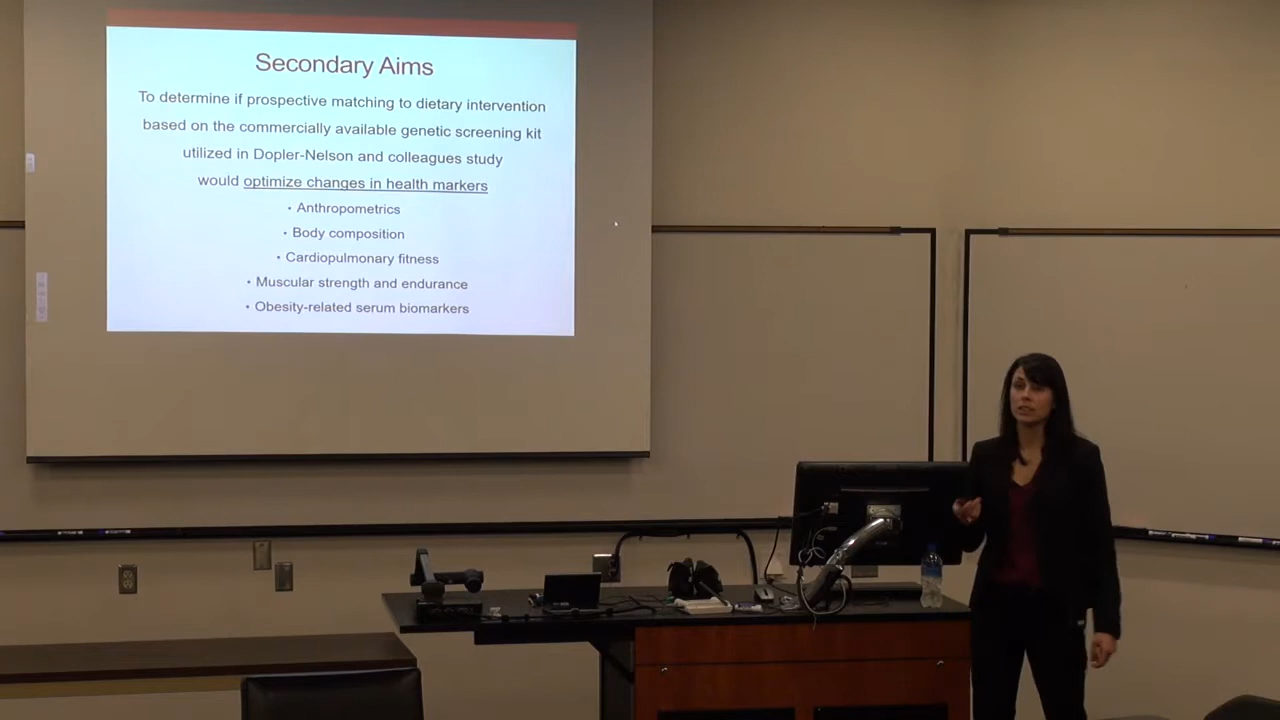 Secondary Aims
To determine if prospective matching to dietary intervention
based on the commercially available genetic screening kit
utilized in Dopler-Nelson and colleagues study
would optimize changes in health markers
• Anthropometrics
• Body composition
• Cardiopulmonary fitness
• Muscular strength and endurance
• Obesity-related serum biomarkers